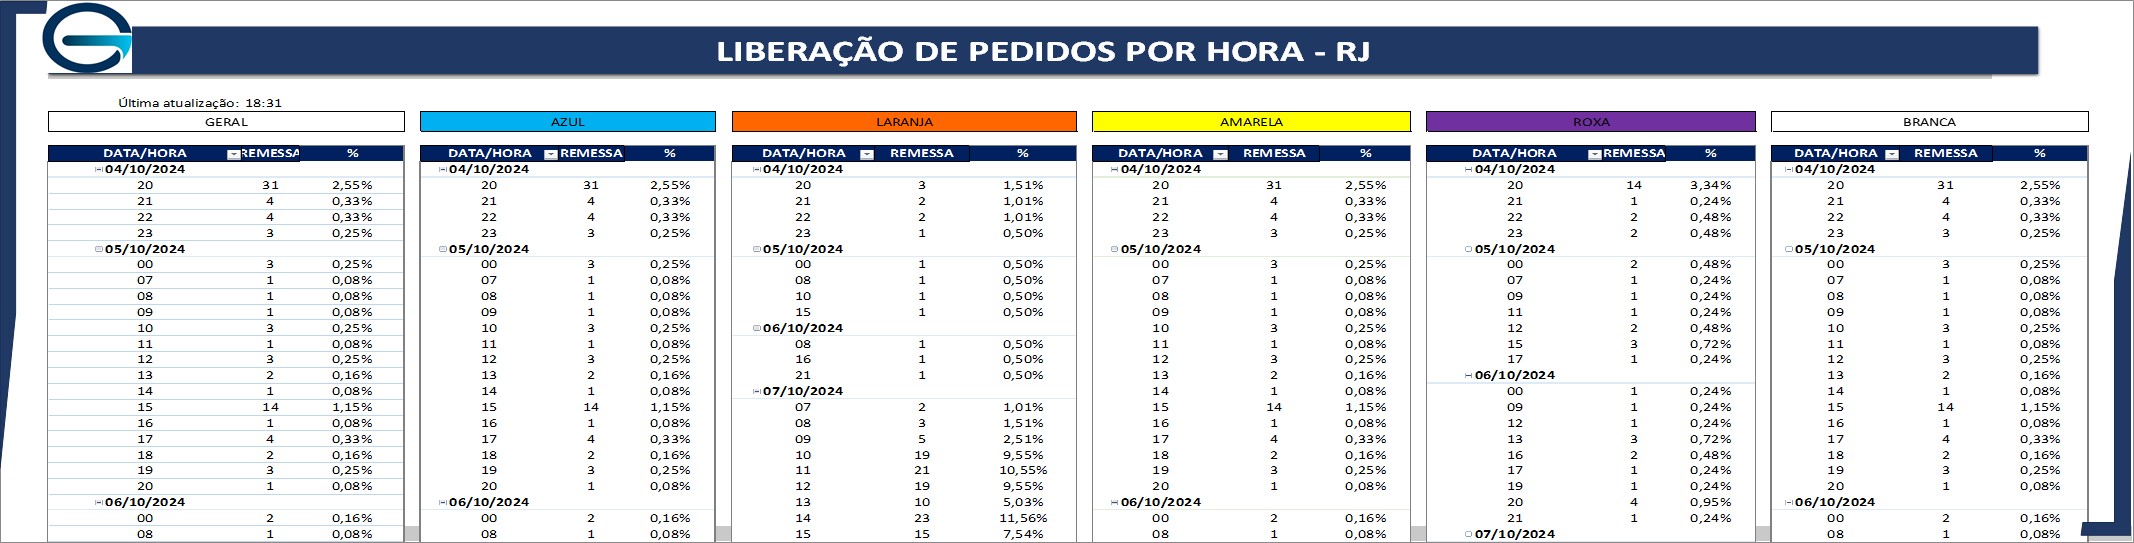 LIBERAÇÃO DE PEDIDOS POR HORA - RJ
Última atualização: 18:31
GERAL AZUL LARANJA AMARELA ROXA BRANCA
DATA/HORA REMESSA % DATA/HORA REMESSA % DATA/HORA REMESSA % DATA/HORA REMESSA % DATA/HORA REMESSA % DATA/HORA REMESSA %
04/10/2024 04/10/2024 04/10/2024 04/10/2024 04/10/2024 04/10/2024
20 31 2,55% 20 31 2,55% 20 3 1,51% 20 31 2,55% 20 14 3,34% 20 31 2,55%
21 4 0,33% 21 4 0,33% 21 2 1,01% 21 4 0,33% 21 1 0,24% 21 4 0,33%
22 4 0,33% 22 4 0,33% 22 2 1,01% 22 4 0,33% 22 2 0,48% 22 4 0,33%
23 3 0,25% 23 3 0,25% 23 1 0,50% 23 3 0,25% 23 2 0,48% 23 3 0,25%
05/10/2024 05/10/2024 05/10/2024 05/10/2024 05/10/2024 05/10/2024
00 3 0,25% 00 3 0,25% 00 1 0,50% 00 3 0,25% 00 2 0,48% 00 3 0,25%
07 1 0,08% 07 1 0,08% 08 1 0,50% 07 1 0,08% 07 1 0,24% 07 1 0,08%
08 1 0,08% 08 1 0,08% 10 1 0,50% 08 1 0,08% 09 1 0,24% 08 1 0,08%
09 1 0,08% 09 1 0,08% 15 1 0,50% 09 1 0,08% 11 1 0,24% 09 1 0,08%
10 3 0,25% 10 3 0,25% 06/10/2024 10 3 0,25% 12 2 0,48% 10 3 0,25%
11 1 0,08% 11 1 0,08% 08 1 0,50% 11 1 0,08% 15 3 0,72% 11 1 0,08%
12 3 0,25% 12 3 0,25% 16 1 0,50% 12 3 0,25% 17 1 0,24% 12 3 0,25%
13 2 0,16% 13 2 0,16% 21 1 0,50% 13 2 0,16% 06/10/2024 13 2 0,16%
14 1 0,08% 14 1 0,08% 07/10/2024 14 1 0,08% 00 1 0,24% 14 1 0,08%
15 14 1,15% 15 14 1,15% 07 2 1,01% 15 14 1,15% 09 1 0,24% 15 14 1,15%
16 1 0,08% 16 1 0,08% 08 3 1,51% 16 1 0,08% 12 1 0,24% 16 1 0,08%
17 4 0,33% 17 4 0,33% 09 5 2,51% 17 4 0,33% 13 3 0,72% 17 4 0,33%
18 2 0,16% 18 2 0,16% 10 19 9,55% 18 2 0,16% 16 2 0,48% 18 2 0,16%
19 3 0,25% 19 3 0,25% 11 21 10,55% 19 3 0,25% 17 1 0,24% 19 3 0,25%
20 1 0,08% 20 1 0,08% 12 19 9,55% 20 1 0,08% 19 1 0,24% 20 1 0,08%
06/10/2024 06/10/2024 13 10 5,03% 06/10/2024 20 4 0,95% 06/10/2024
00 2 0,16% 00 2 0,16% 14 23 11,56% 00 2 0,16% 21 1 0,24% 00 2 0,16%
08 1 0,08% 08 1 0,08% 15 15 7,54% 08 1 0,08% 07/10/2024 08 1 0,08%